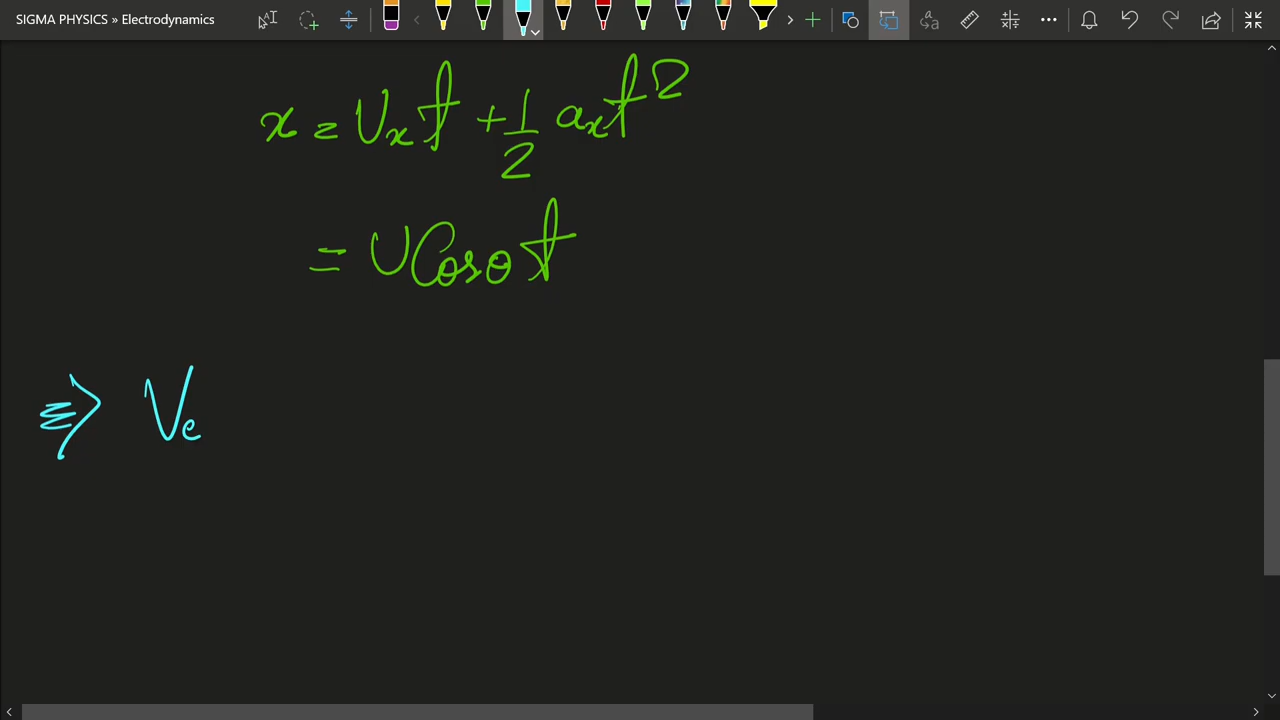 SIGMA PHYSICS » Electrodynamics
x = Uₓt + 1/2 aₓt²
= UCosθt
⇒ Ve